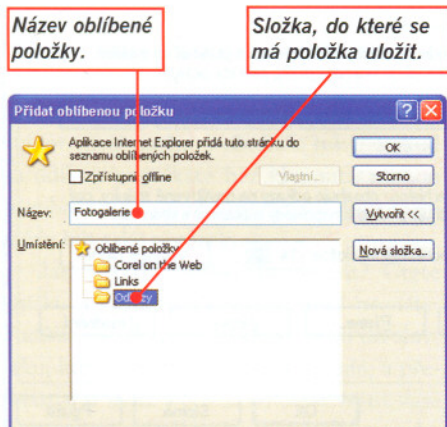 Název oblíbené
položky.
Složka, do které se
má položka uložit.
Přidat oblíbenou položku
Aplikace Internet Explorer přidá tuto stránku do
seznamu oblíbených položek.
OK
Zpřístupnit offline
Vlastní...
Storno
Název:
Fotogalerie
Vytvořit <<
Umístění:
Oblíbené položky
Nová složka...
Corel on the Web
Links